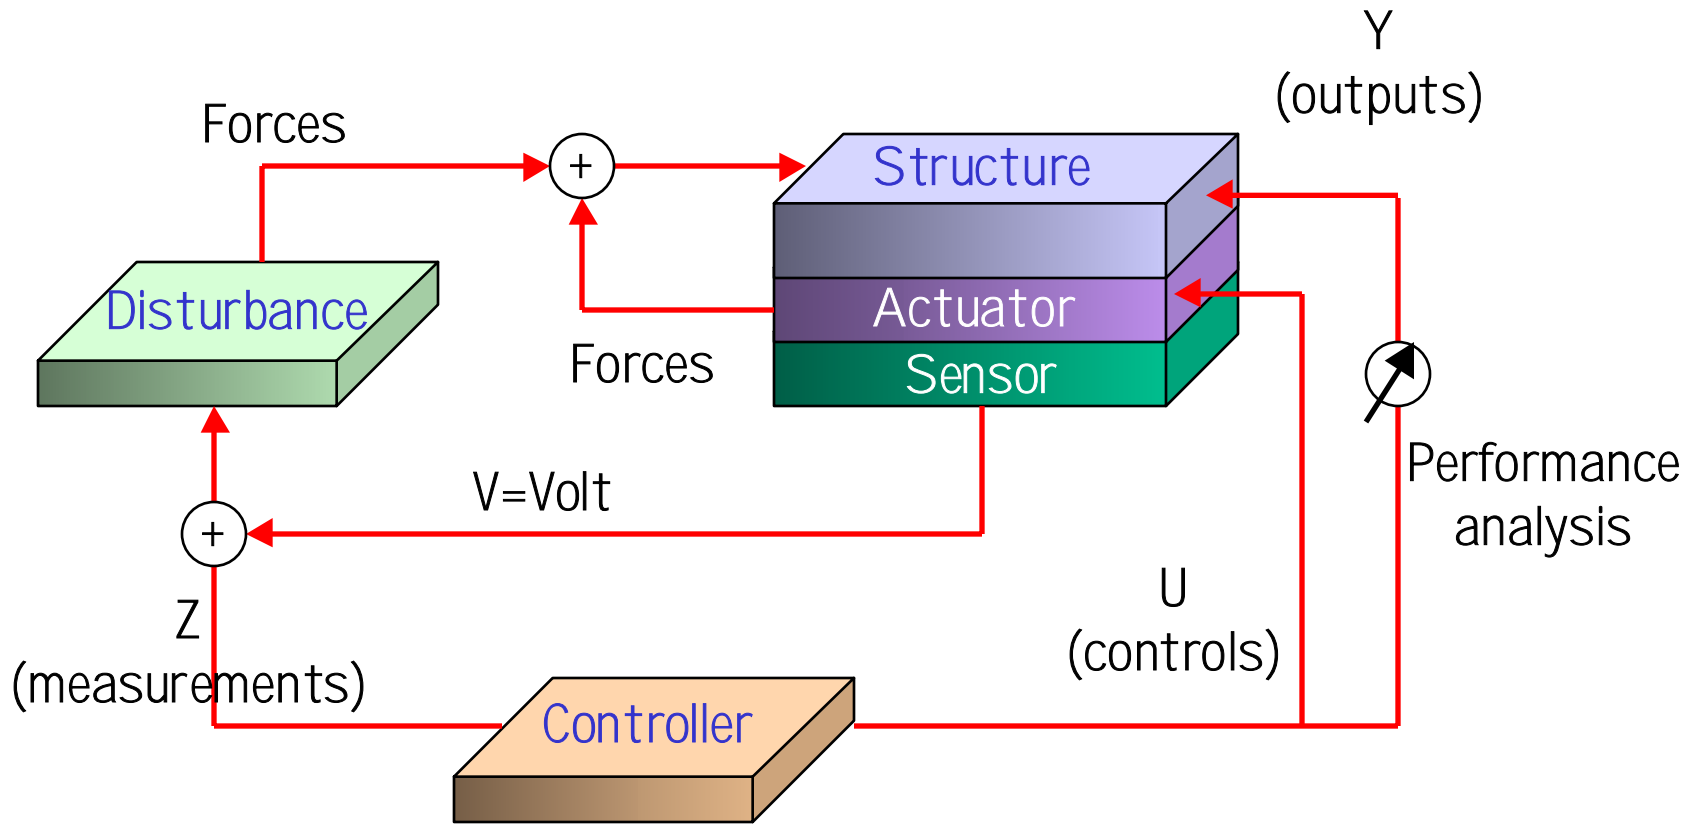 Y
(outputs)
Forces
+
Structure
Disturbance
Actuator
Forces
Sensor
Performance
analysis
V=Volt
+
U
(controls)
Z
(measurements)
Controller